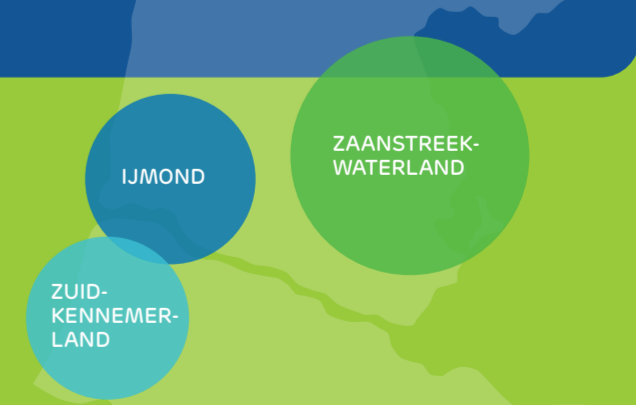 ZAANSTREEK-
WATERLAND
IJMOND
ZUID-
KENNEMER-
LAND